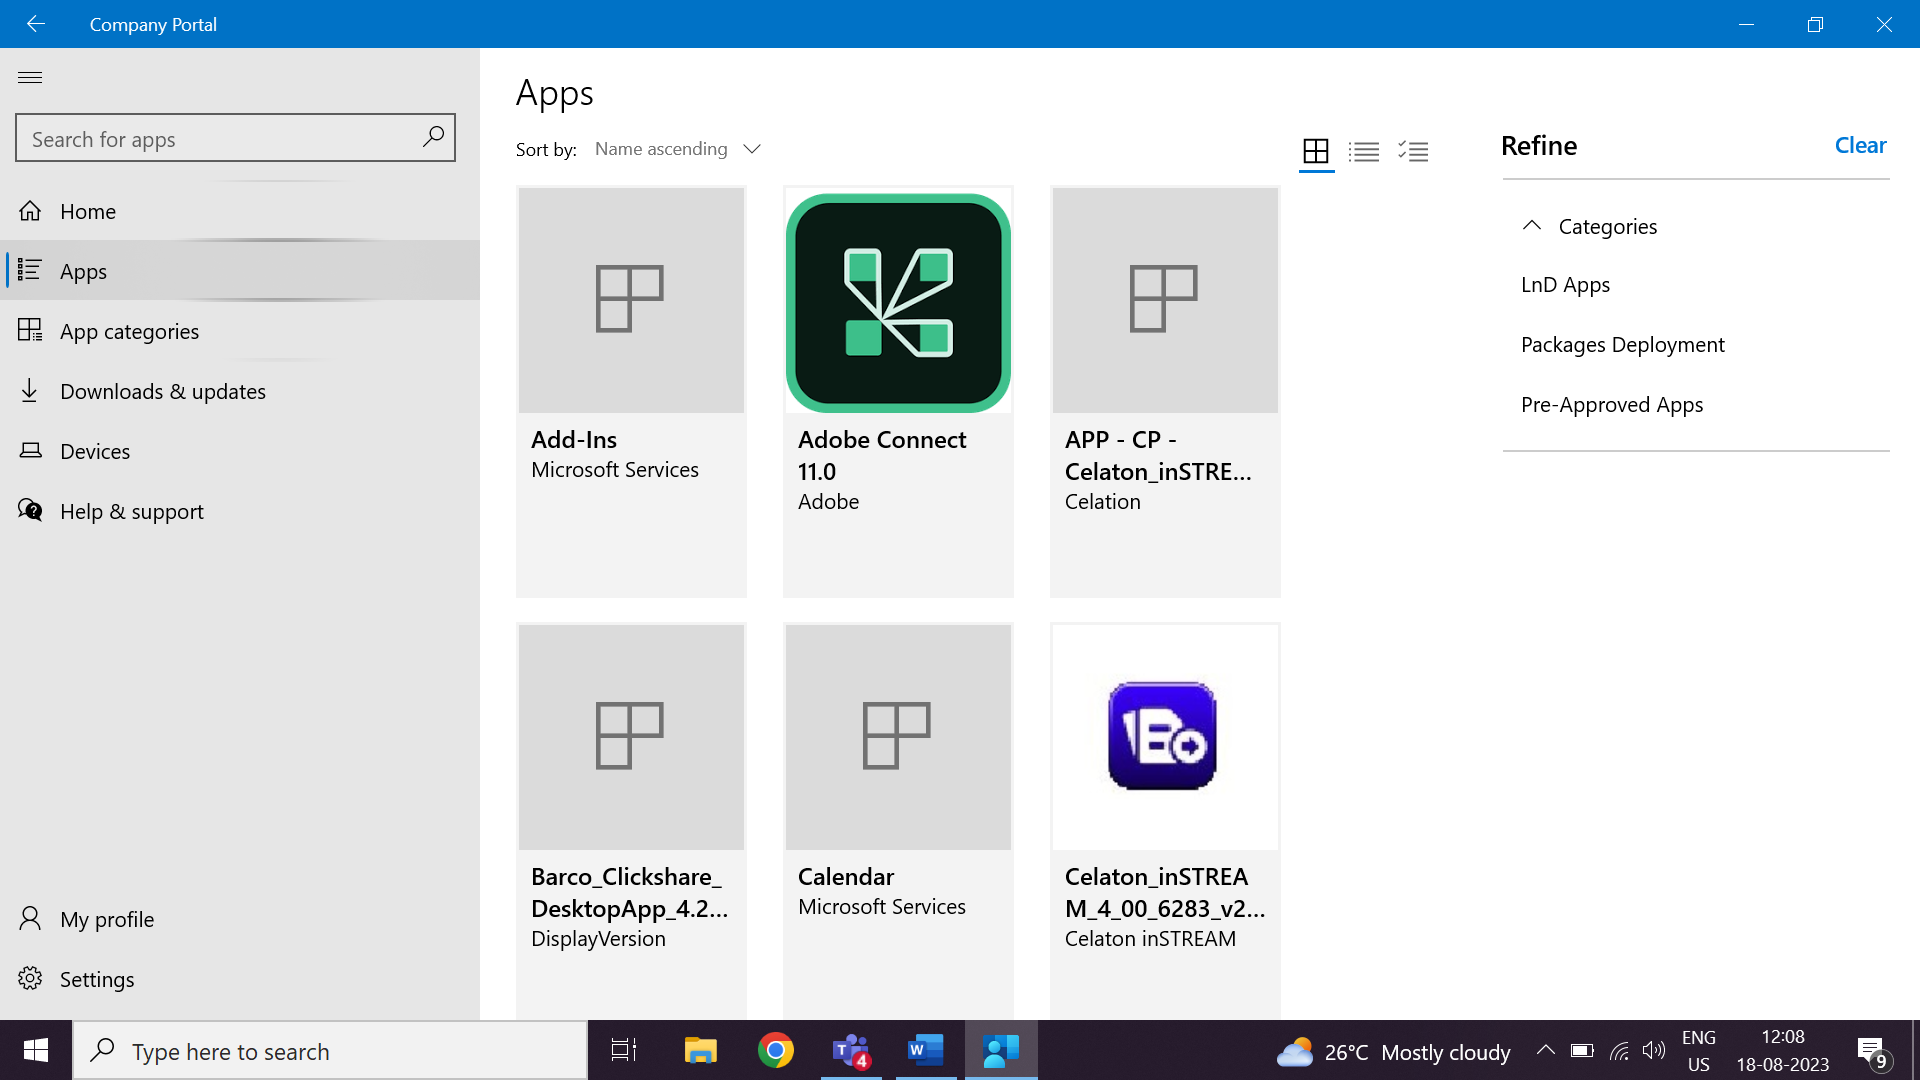 Company Portal
Search for apps
Home
Apps
App categories
Downloads & updates
Devices
Help & support
My profile
Settings
Apps
Sort by: Name ascending
Add-Ins
Microsoft Services
Adobe Connect
11.0
Adobe
APP - CP -
Celaton_inSTRE...
Celation
Barco_Clickshare_
DesktopApp_4.2...
DisplayVersion
Calendar
Microsoft Services
Celaton_inSTREA
M_4_00_6283_v2...
Celaton inSTREAM
Refine
Clear
Categories
LnD Apps
Packages Deployment
Pre-Approved Apps
Type here to search
T
4
W
26°C Mostly cloudy
ENG
US
12:08
18-08-2023
9